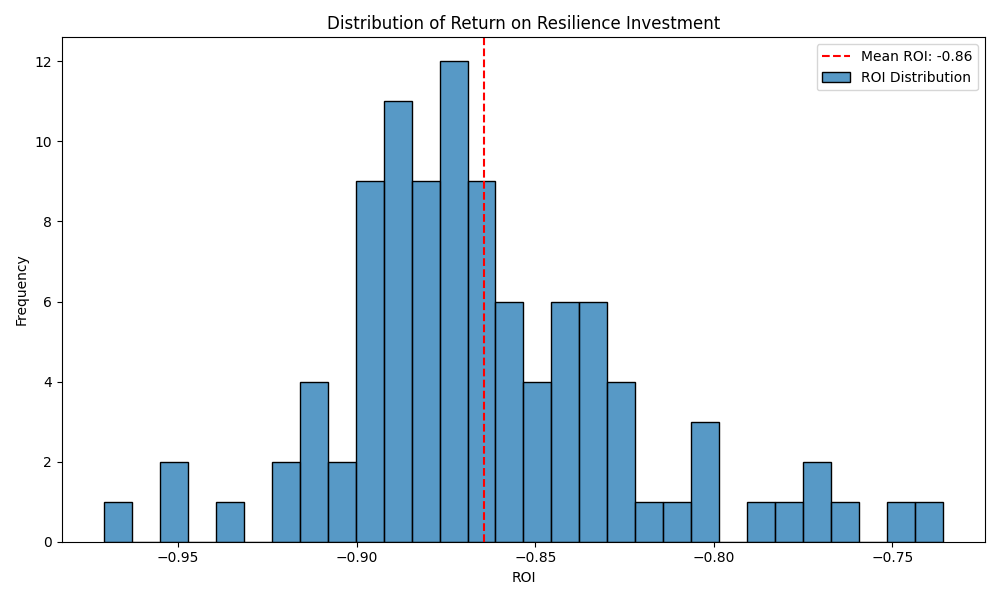 Distribution of Return on Resilience Investment
Mean ROI: -0.86
ROI Distribution
12
10
8
6
4
2
0
Frequency
−0.95
−0.90
−0.85
−0.80
−0.75
ROI